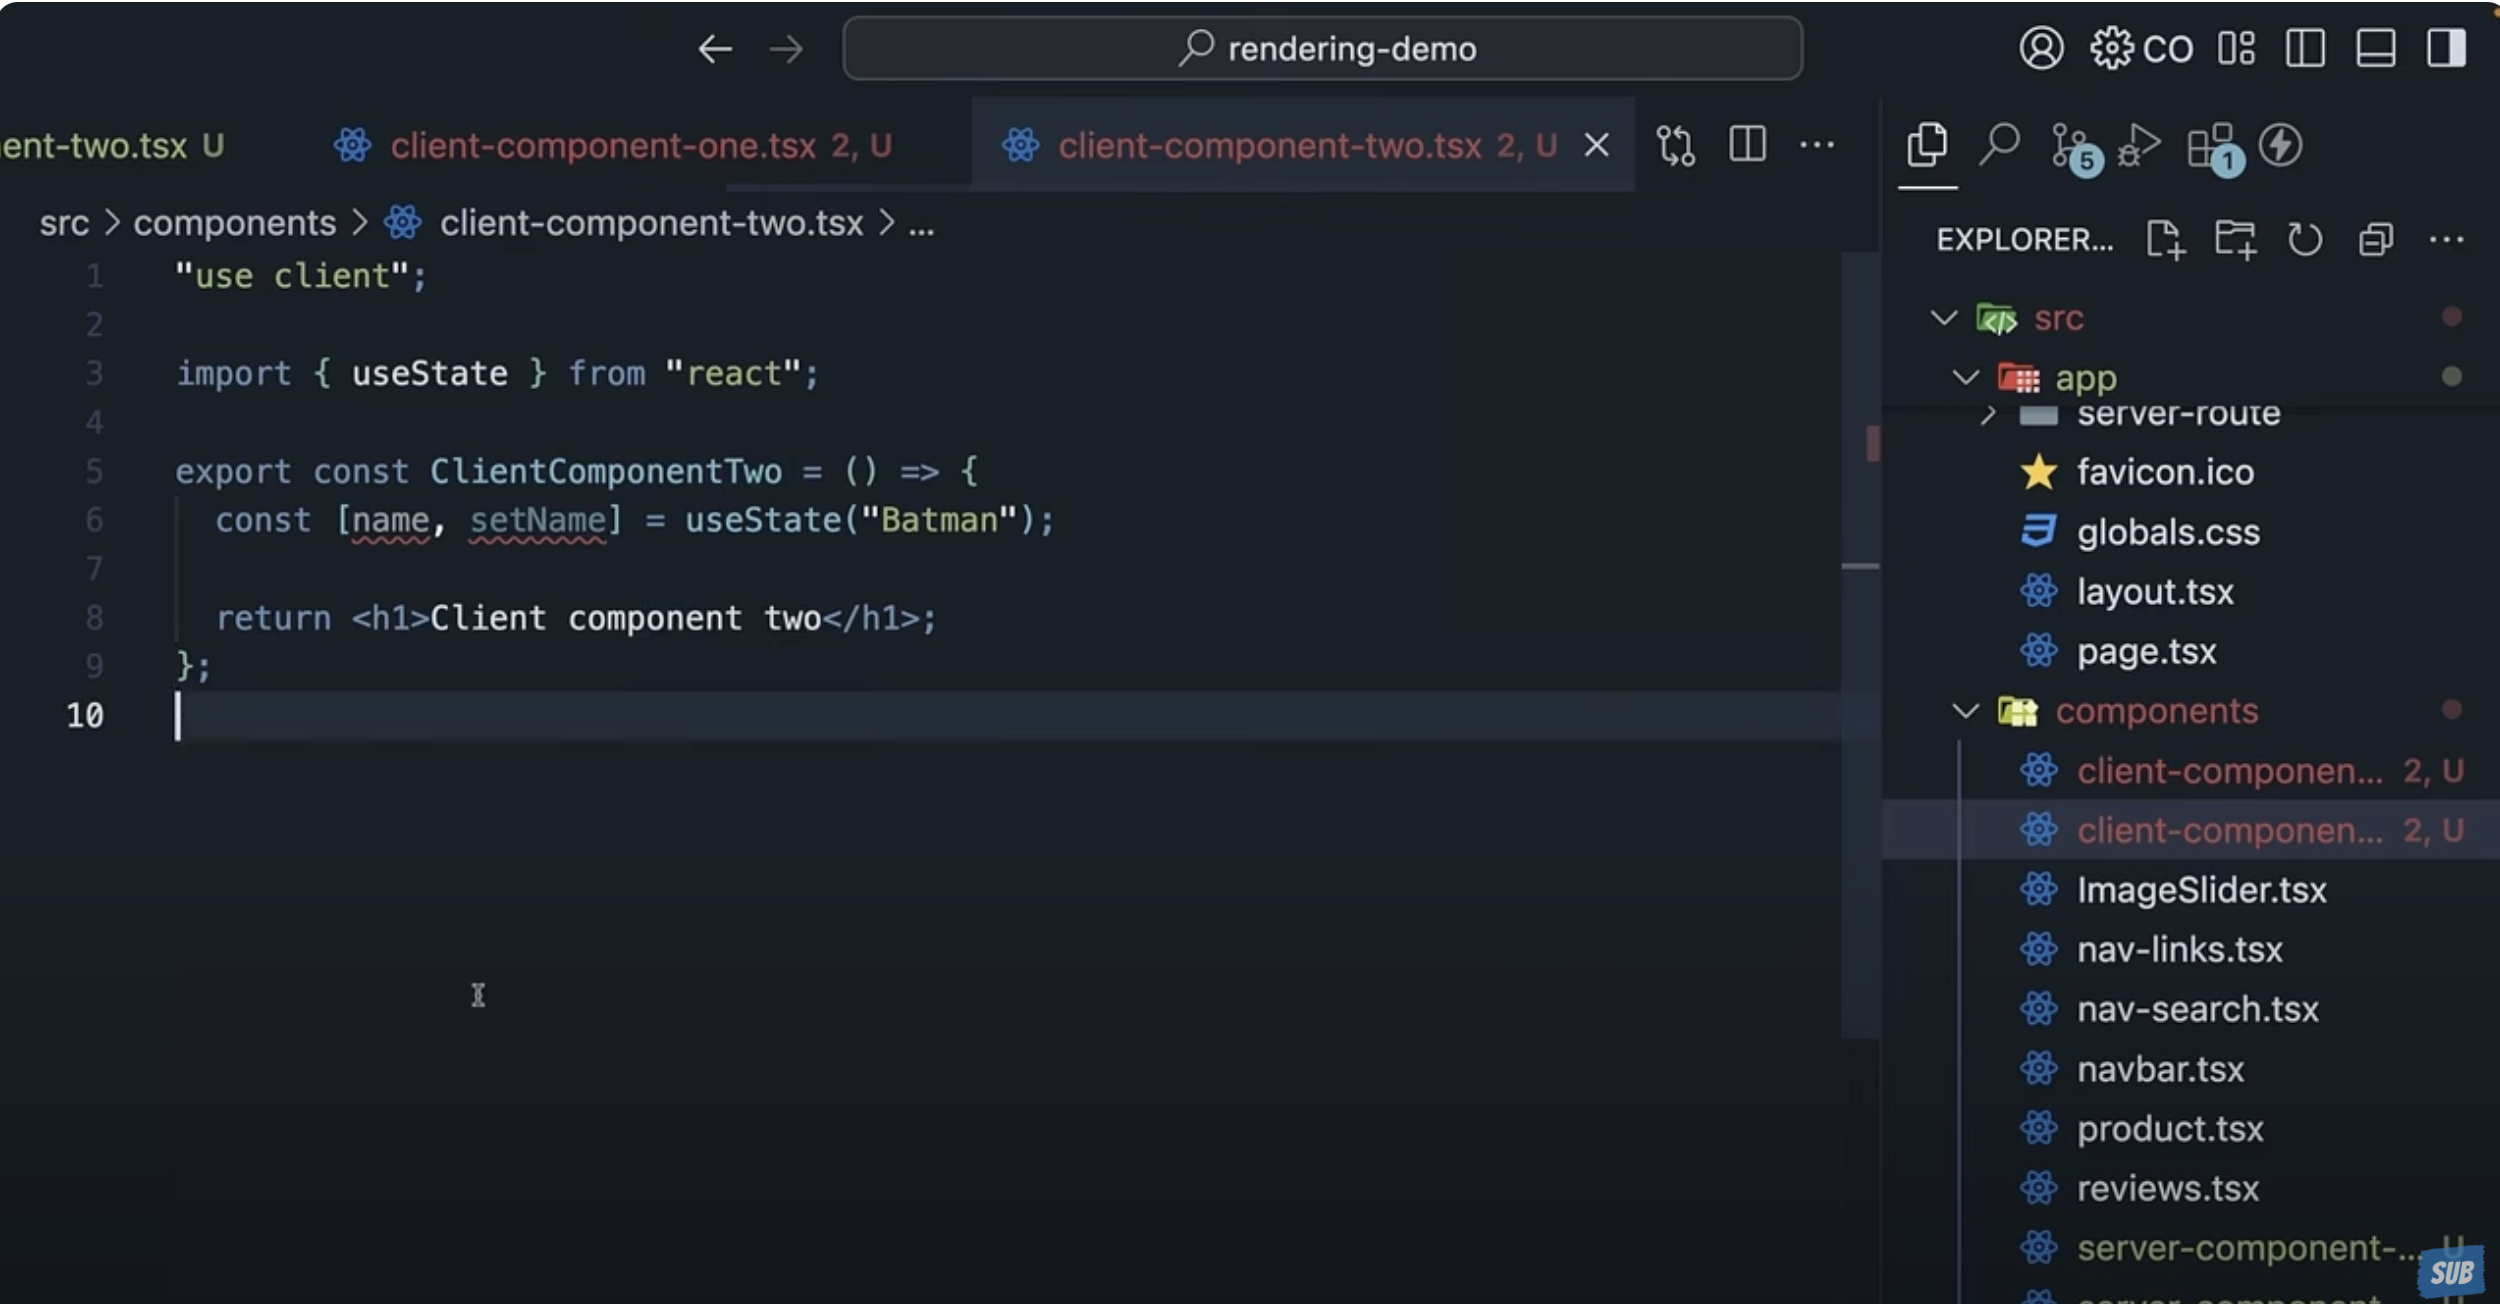 rendering-demo
CO
ent-two.tsx U
client-component-one.tsx 2, U
client-component-two.tsx 2, U
5
1
src > components > client-component-two.tsx > ...
EXPLORER...
1 "use client";
2
3 import { useState } from "react";
4
5 export const ClientComponentTwo = () => {
6 const [name, setName] = useState("Batman");
7
8 return <h1>Client component two</h1>;
9 };
10
src
app
server-route
favicon.ico
globals.css
layout.tsx
page.tsx
components
client-componen... 2, U
client-componen... 2, U
ImageSlider.tsx
nav-links.tsx
nav-search.tsx
navbar.tsx
product.tsx
reviews.tsx
server-component-... U
SUB